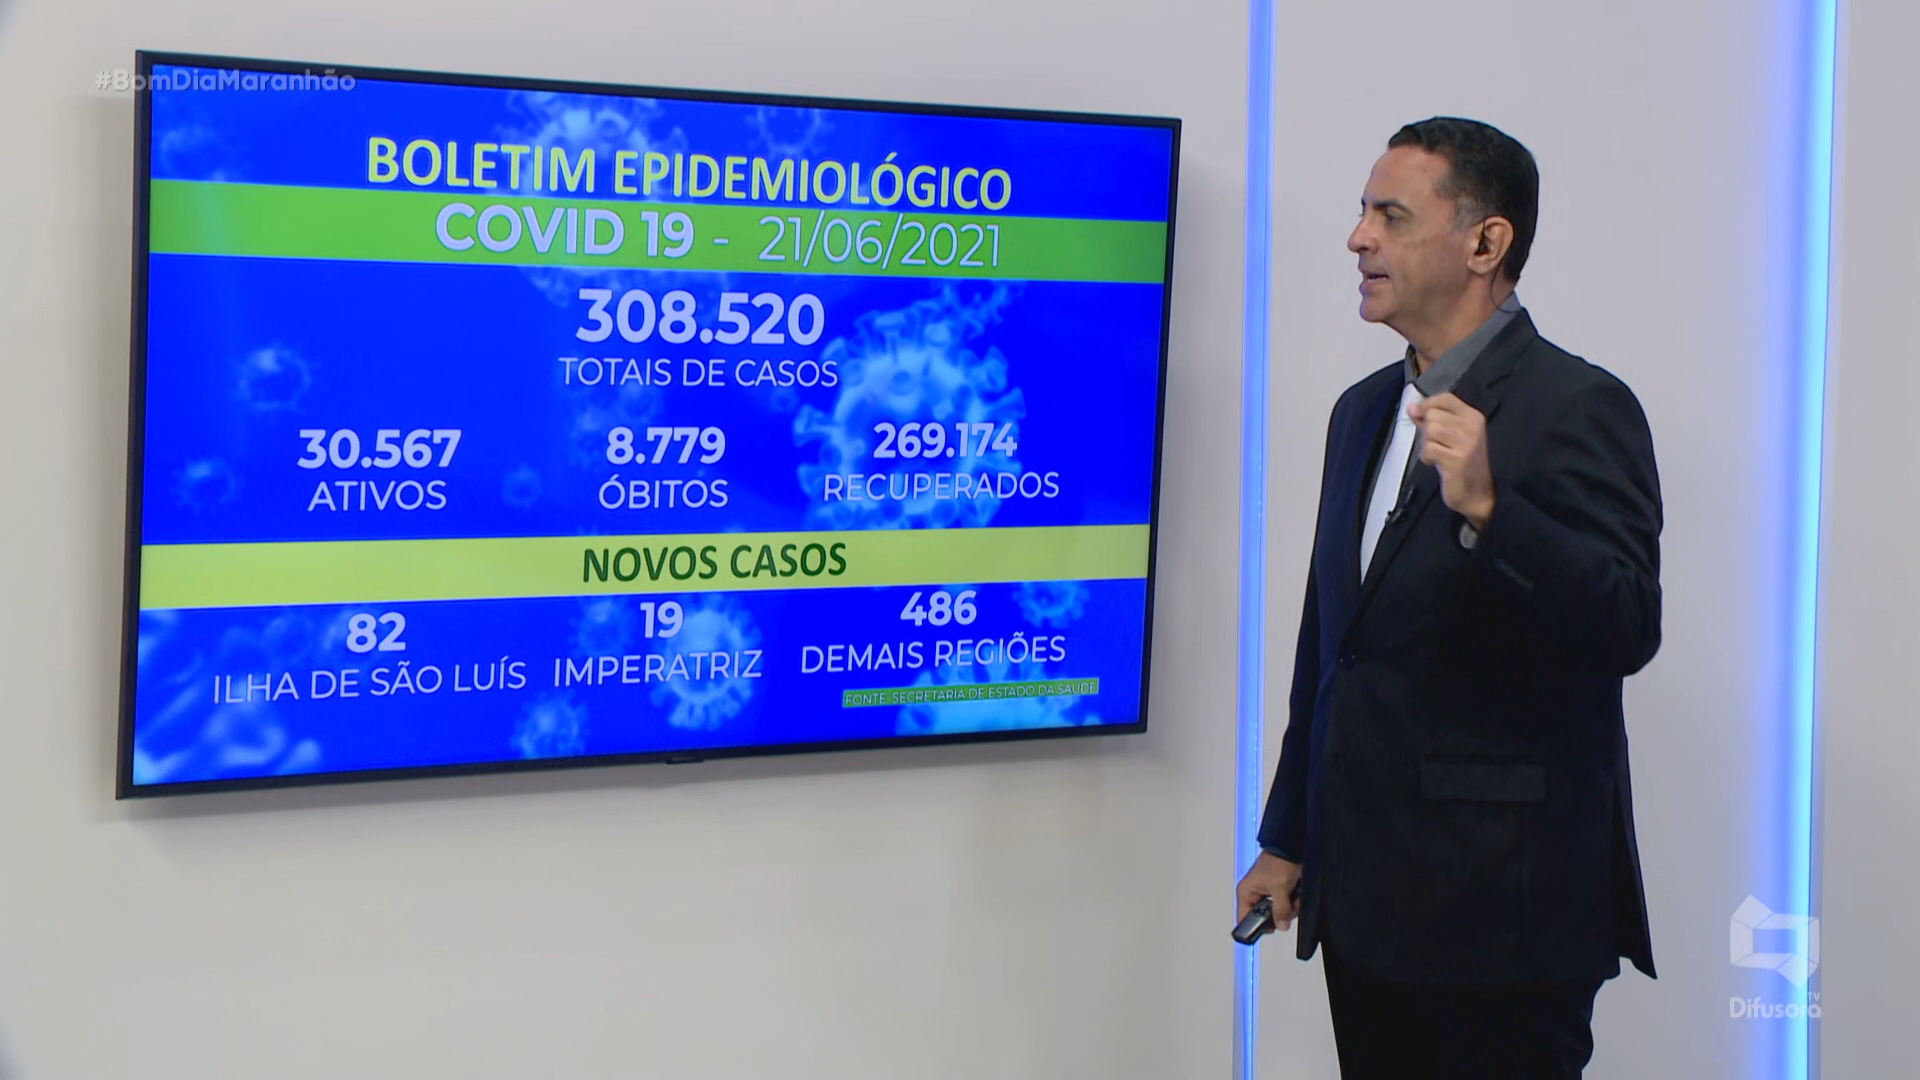 #BomDiaMaranhão
BOLETIM EPIDEMIOLÓGICO
COVID 19 - 21/06/2021
308.520
TOTAIS DE CASOS
30.567 8.779 269.174
ATIVOS ÓBITOS RECUPERADOS
NOVOS CASOS
82 19 486
ILHA DE SÃO LUÍS IMPERATRIZ DEMAIS REGIÕES
FONTE: SECRETARIA DE ESTADO DA SAÚDE
TV
Difusora